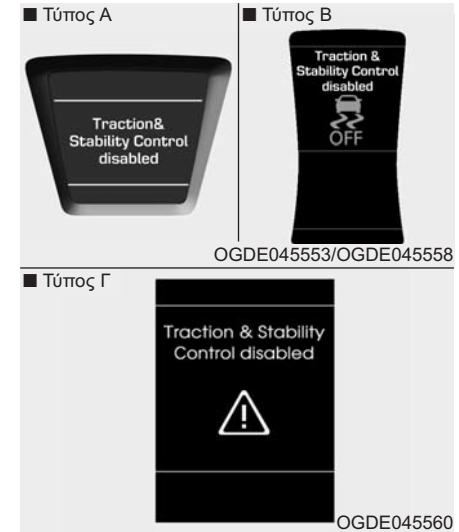 ■ Τύπος Α
Traction&
Stability Control
disabled
■ Τύπος Β
Traction &
Stability Control
disabled
OFF
OGDE045553/OGDE045558
■ Τύπος Γ
Traction & Stability
Control disabled
OGDE045560